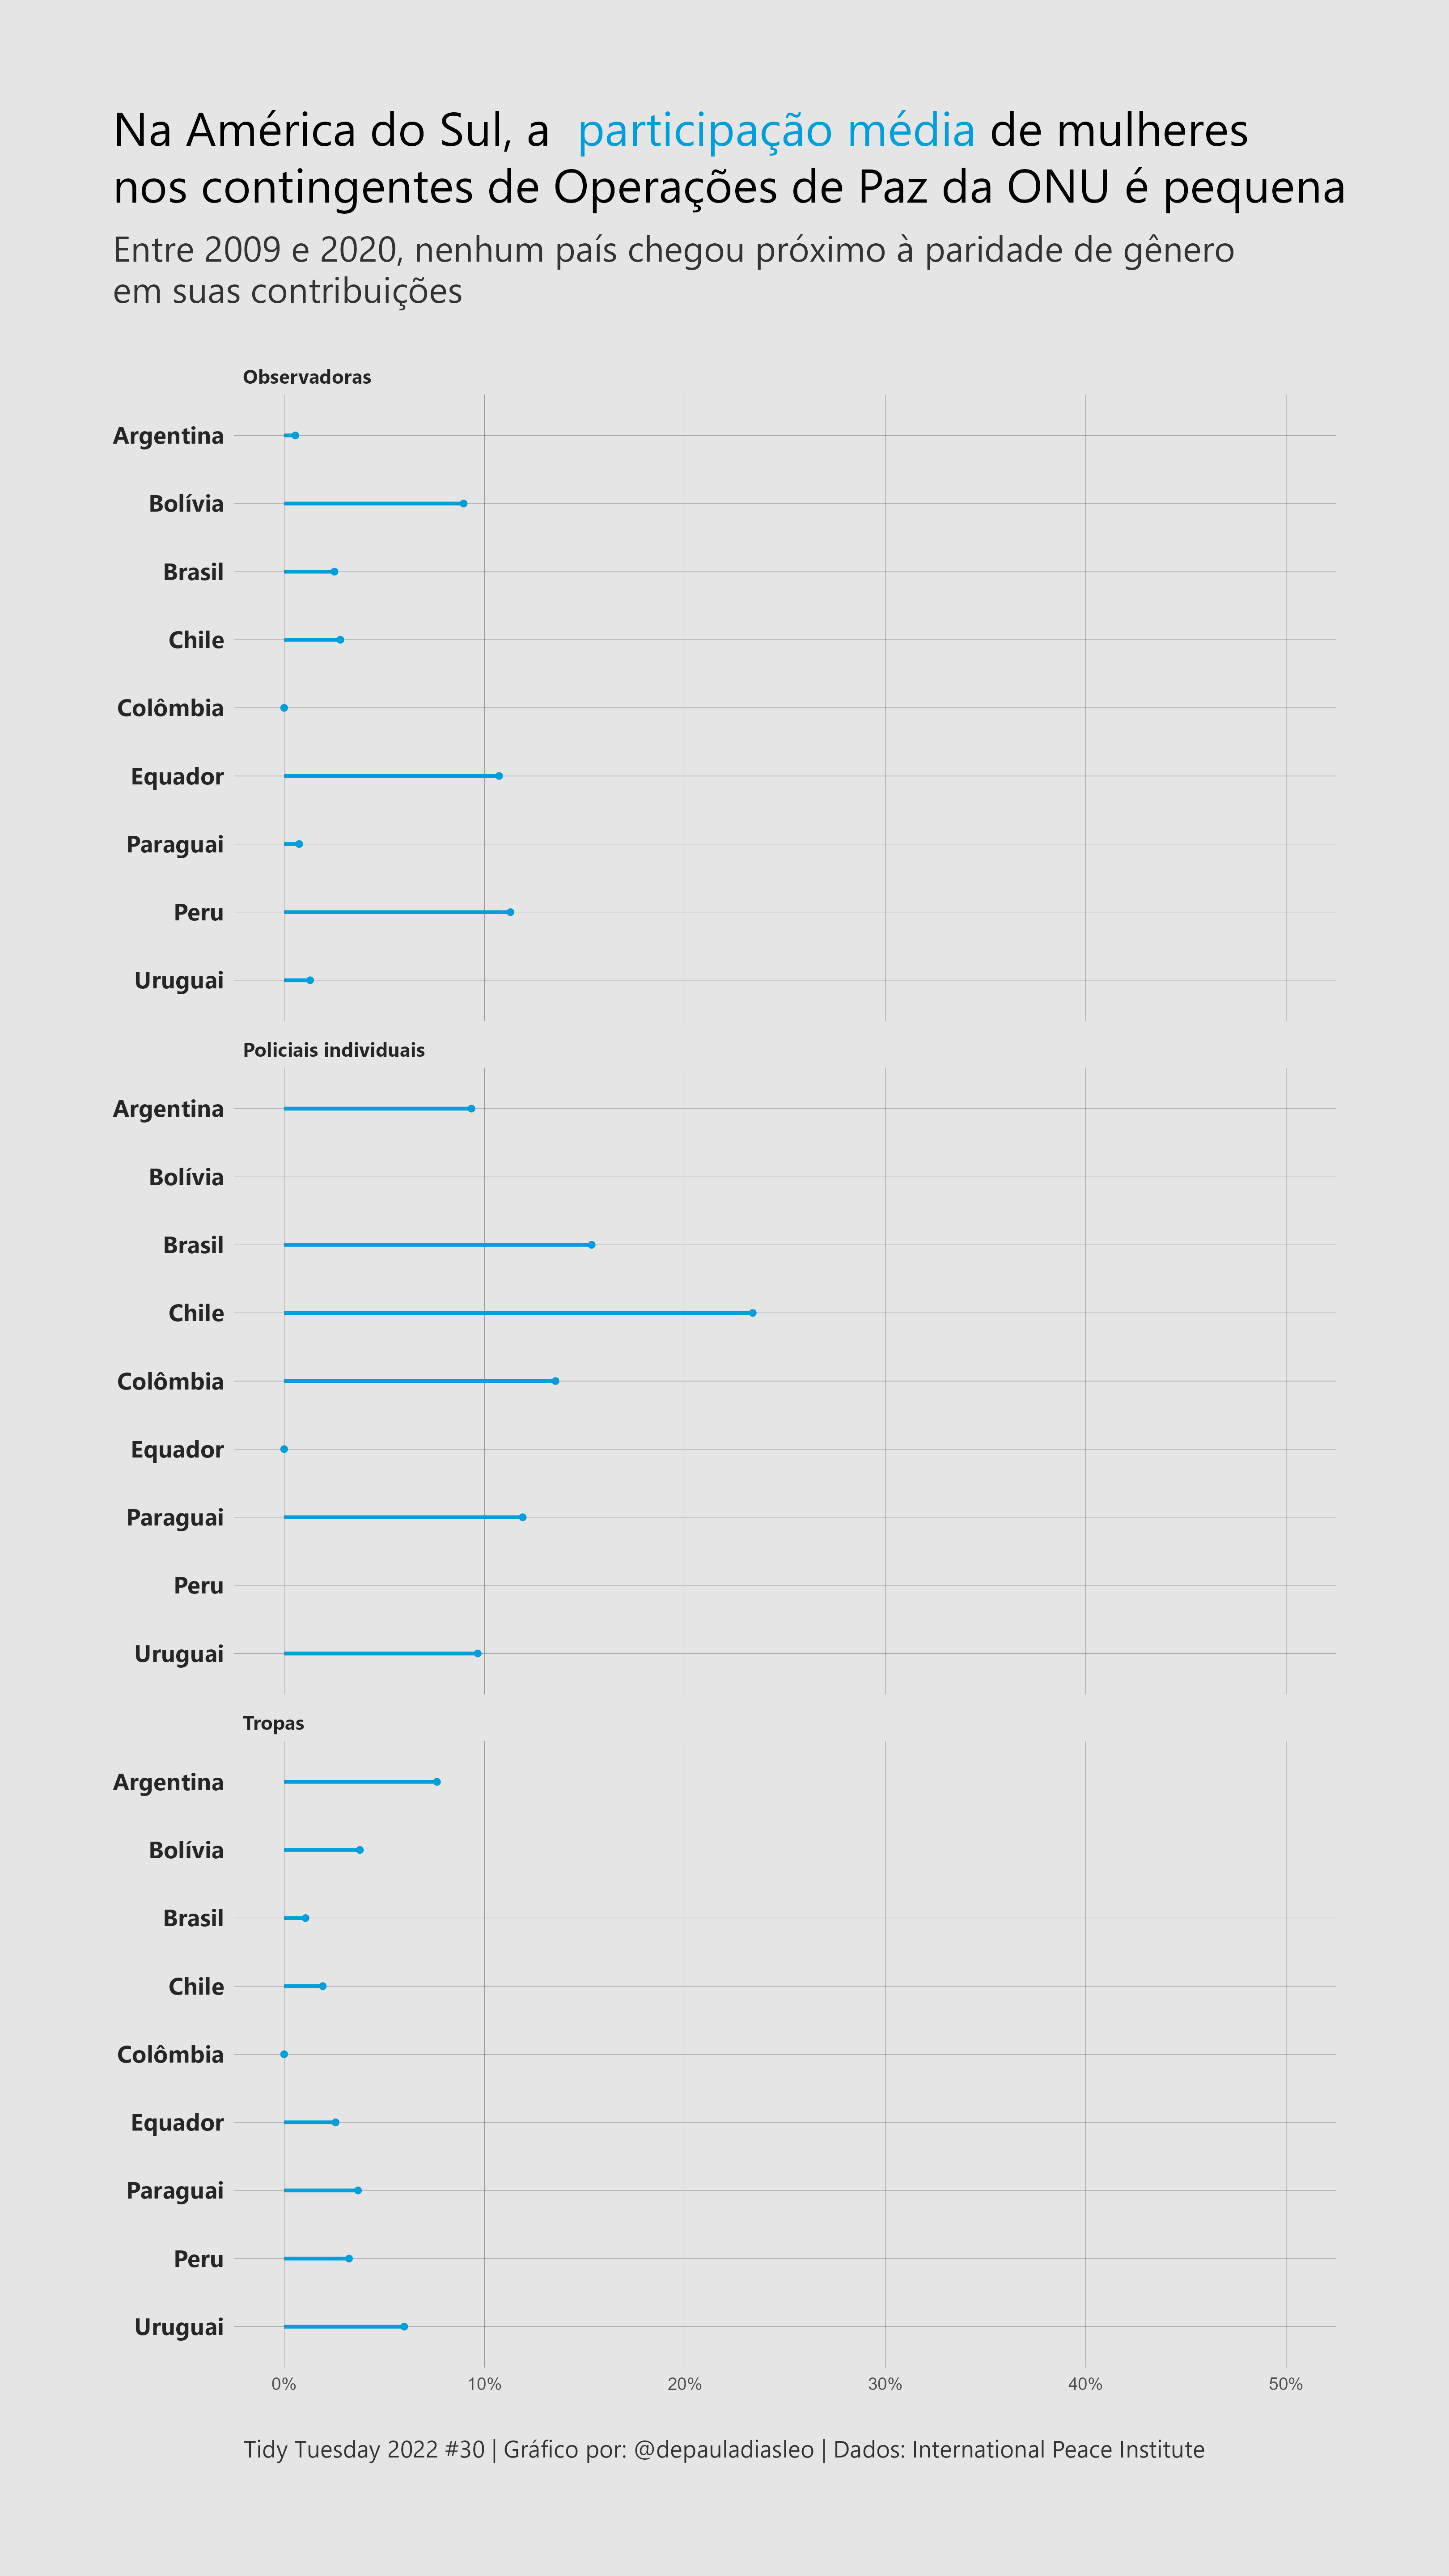 Na América do Sul, a participação média de mulheres
nos contingentes de Operações de Paz da ONU é pequena
Entre 2009 e 2020, nenhum país chegou próximo à paridade de gênero
em suas contribuições
Observadoras
Argentina
Bolívia
Brasil
Chile
Colômbia
Equador
Paraguai
Peru
Uruguai
Policiais individuais
Argentina
Bolívia
Brasil
Chile
Colômbia
Equador
Paraguai
Peru
Uruguai
Tropas
Argentina
Bolívia
Brasil
Chile
Colômbia
Equador
Paraguai
Peru
Uruguai
0% 10% 20% 30% 40% 50%
Tidy Tuesday 2022 #30 | Gráfico por: @depauladiasleo | Dados: International Peace Institute